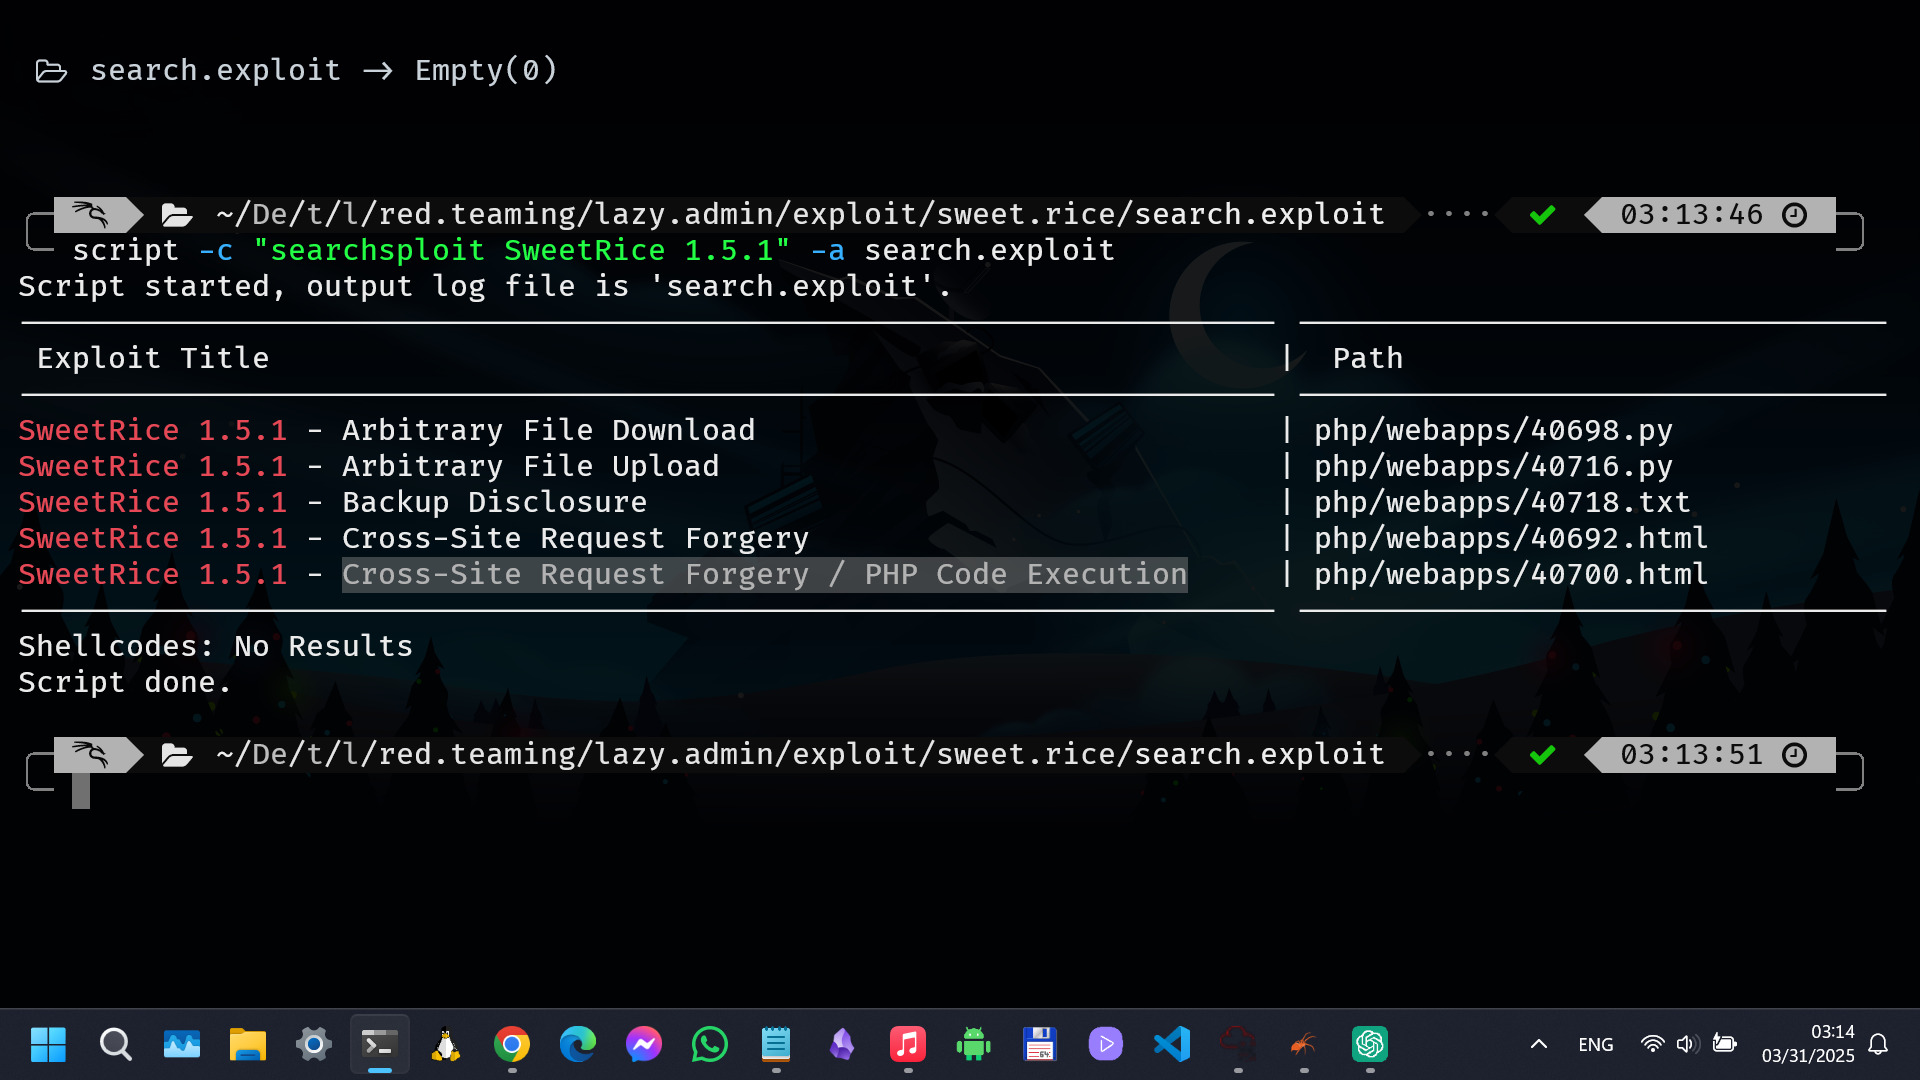 search.exploit → Empty(0)
~/De/t/l/red.teaming/lazy.admin/exploit/sweet.rice/search.exploit ···· ✔ 03:13:46
script -c "searchsploit SweetRice 1.5.1" -a search.exploit
Script started, output log file is 'search.exploit'.
Exploit Title | Path
SweetRice 1.5.1 - Arbitrary File Download | php/webapps/40698.py
SweetRice 1.5.1 - Arbitrary File Upload | php/webapps/40716.py
SweetRice 1.5.1 - Backup Disclosure | php/webapps/40718.txt
SweetRice 1.5.1 - Cross-Site Request Forgery | php/webapps/40692.html
SweetRice 1.5.1 - Cross-Site Request Forgery / PHP Code Execution | php/webapps/40700.html
Shellcodes: No Results
Script done.
~/De/t/l/red.teaming/lazy.admin/exploit/sweet.rice/search.exploit ···· ✔ 03:13:51
64
ENG
03:14
03/31/2025